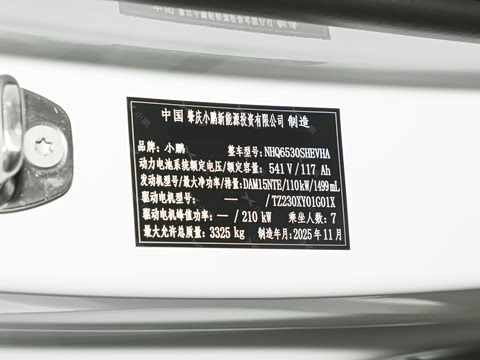 中国 肇庆小鹏新能源投资有限公司 制造
品牌：小鹏 整车型号：NHQ6530SHEVHA
动力电池系统额定电压/容量：541 V/117 Ah
发动机型号/最大净功率/排量：DAM15NTE/110kW/1499mL
驱动电机型号： — /TZ230XY01G01X
驱动电机峰值功率： — /210 kW 乘坐人数：7
最大允许总质量：3325 kg 制造年月：2025年11月